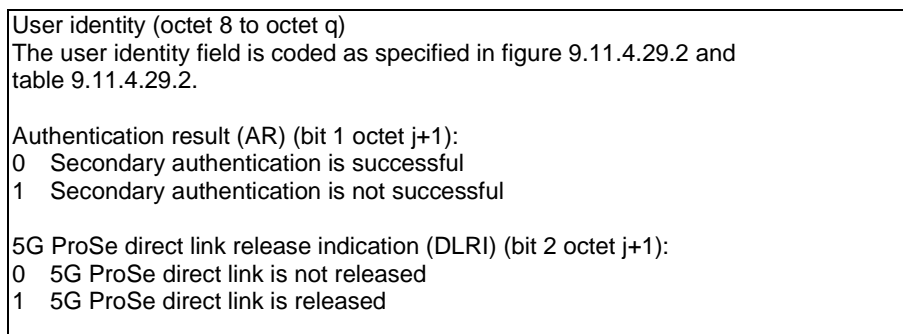 User identity (octet 8 to octet q)
The user identity field is coded as specified in figure 9.11.4.29.2 and
table 9.11.4.29.2.
Authentication result (AR) (bit 1 octet j+1):
0 Secondary authentication is successful
1 Secondary authentication is not successful
5G ProSe direct link release indication (DLRI) (bit 2 octet j+1):
0 5G ProSe direct link is not released
1 5G ProSe direct link is released